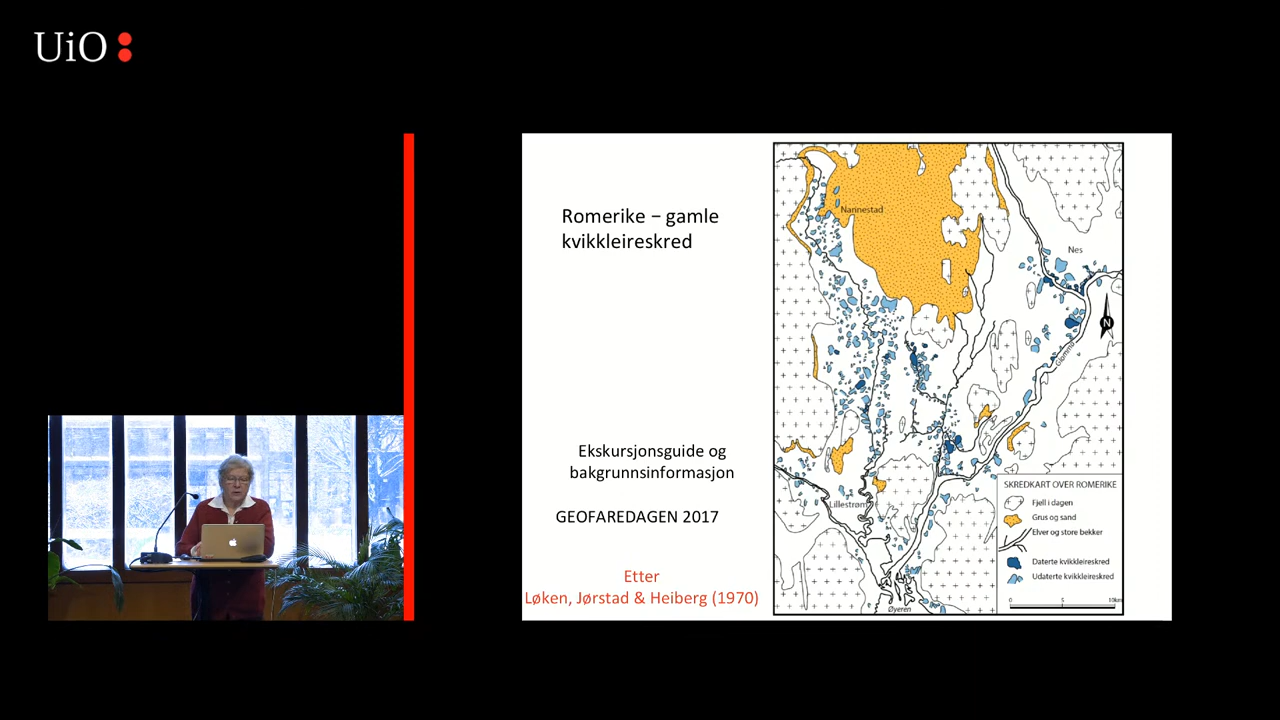 UiO
Romerike – gamle
kvikkleireskred
Ekskursjonsguide og
bakgrunnsinformasjon
GEOFAREDAGEN 2017
Etter
Løken, Jørstad & Heiberg (1970)
Nannestad
Nes
N
Glomma
Lillestrøm
Øyeren
SKREDKART OVER ROMERIKE
Fjell i dagen
Grus og sand
Elver og store bekker
Daterte kvikkleireskred
Udaterte kvikkleireskred
0 5 10km